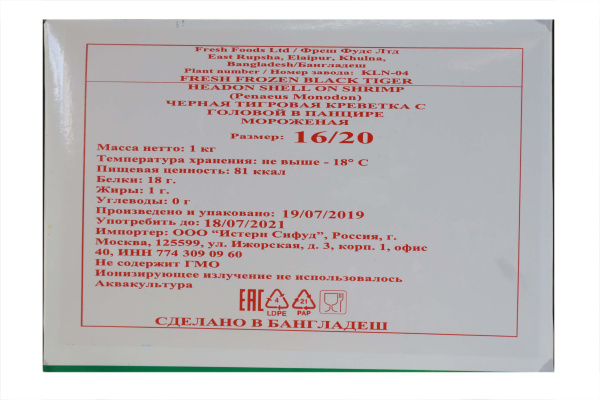 Fresh Foods Ltd / Фреш Фудс Лтд
East Rupsha, Elaipur, Khulna,
Bangladesh/Бангладеш
Plant number / Номер завода: KLN-04
FRESH FROZEN BLACK TIGER
HEADON SHELL ON SHRIMP
(Penaeus Monodon)
ЧЕРНАЯ ТИГРОВАЯ КРЕВЕТКА С
ГОЛОВОЙ В ПАНЦИРЕ
МОРОЖЕНАЯ
Размер: 16/20
Масса нетто: 1 кг
Температура хранения: не выше - 18° С
Пищевая ценность: 81 ккал
Белки: 18 г.
Жиры: 1 г.
Углеводы: 0 г
Произведено и упаковано: 19/07/2019
Употребить до: 18/07/2021
Импортер: ООО “Истерн Сифуд”, Россия, г.
Москва, 125599, ул. Ижорская, д. 3, корп. 1, офис
40, ИНН 774 309 09 60
Не содержит ГМО
Ионизирующее излучение не использовалось
Аквакультура
EAC 4 LDPE 21 PAP
СДЕЛАНО В БАНГЛАДЕШ